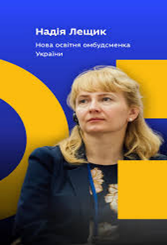 Надія Лещик
Нова освітня омбудсменка
України